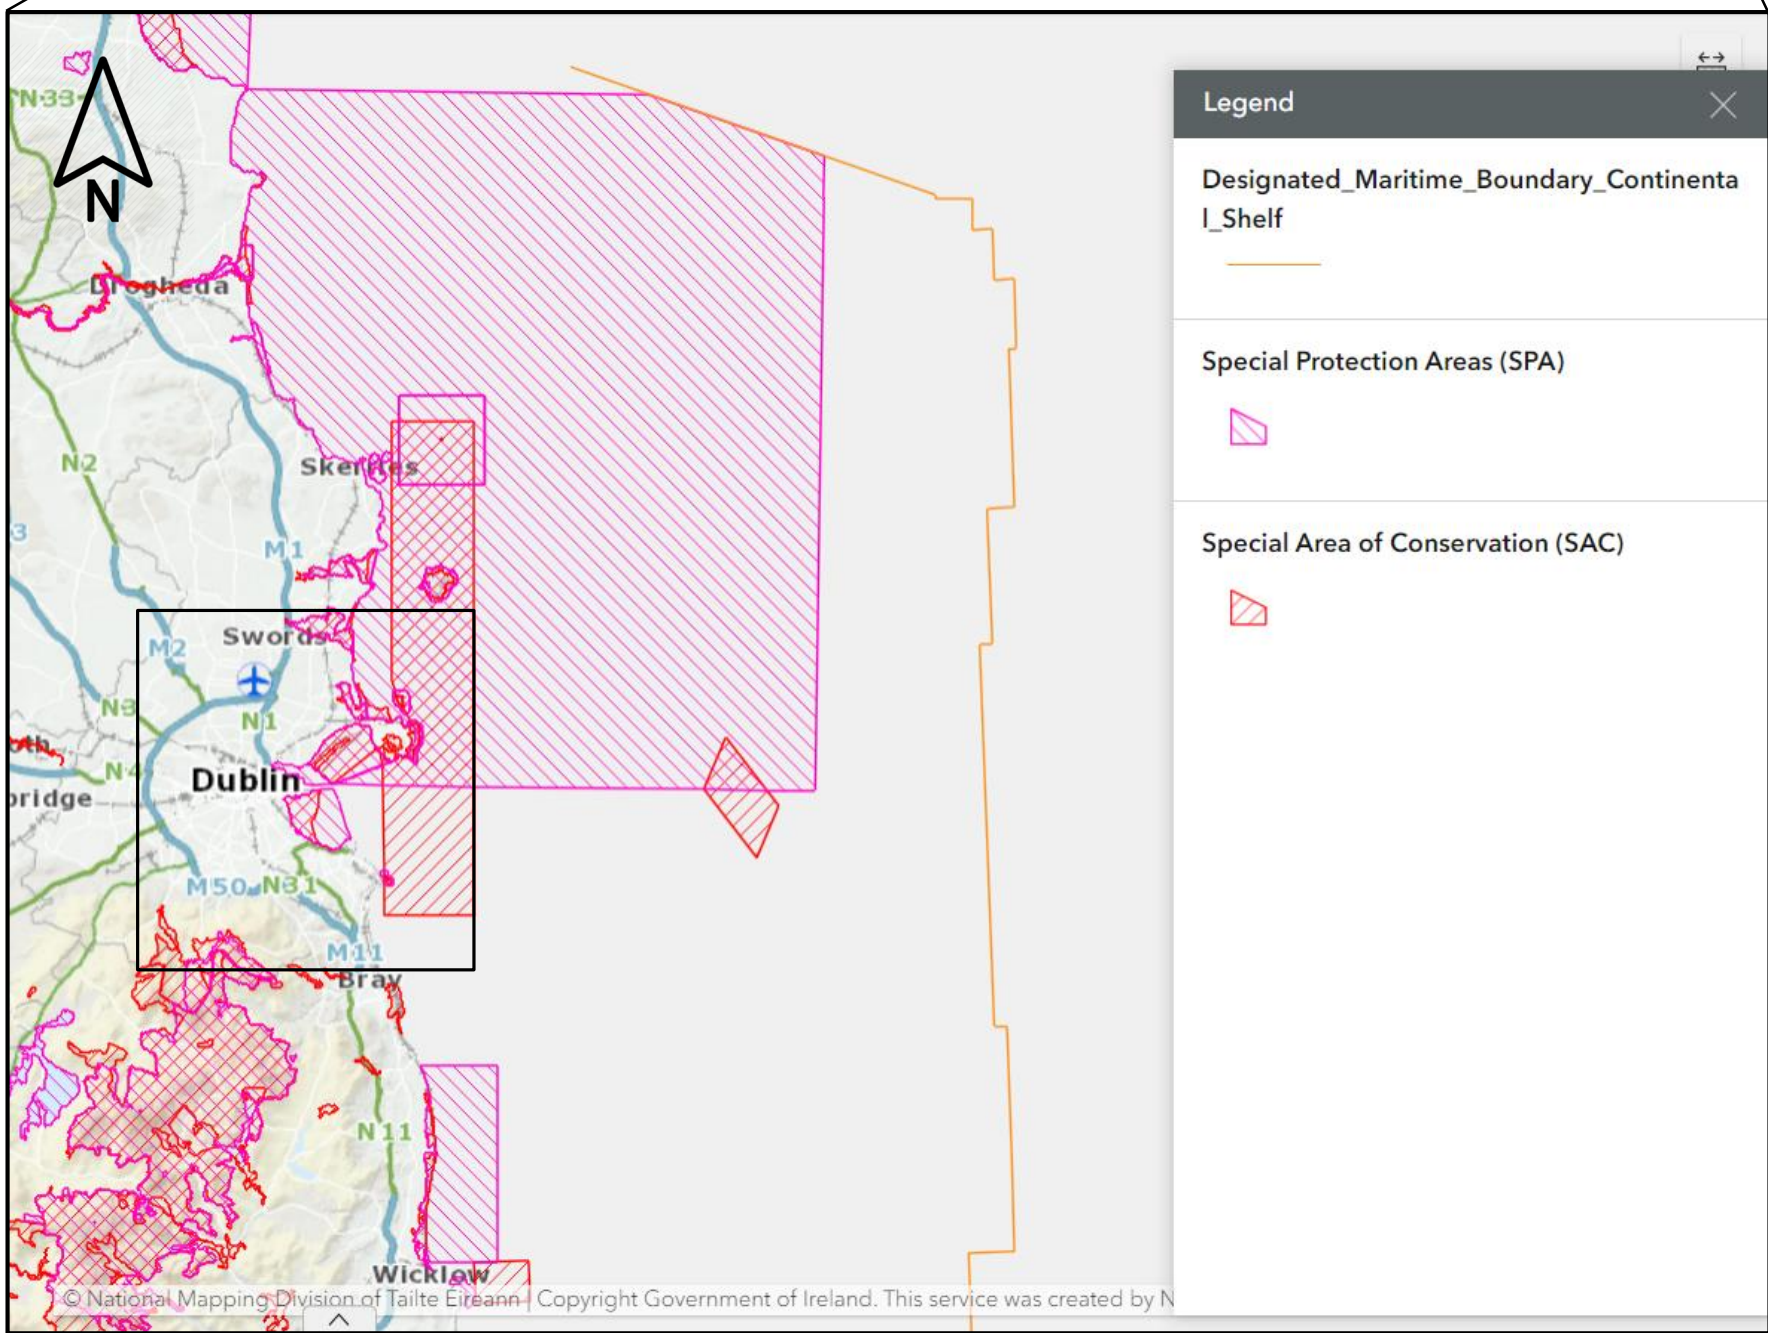 N33
N
Drogheda
Skerries
N2
3
M1
Swords
M2
N3
N1
N4
Dublin
bridge
M50
N31
M11
Bray
N11
Wicklow
© National Mapping Division of Tailte Éireann | Copyright Government of Ireland. This service was created by N
Legend
Designated_Maritime_Boundary_Continenta
l_Shelf
Special Protection Areas (SPA)
Special Area of Conservation (SAC)